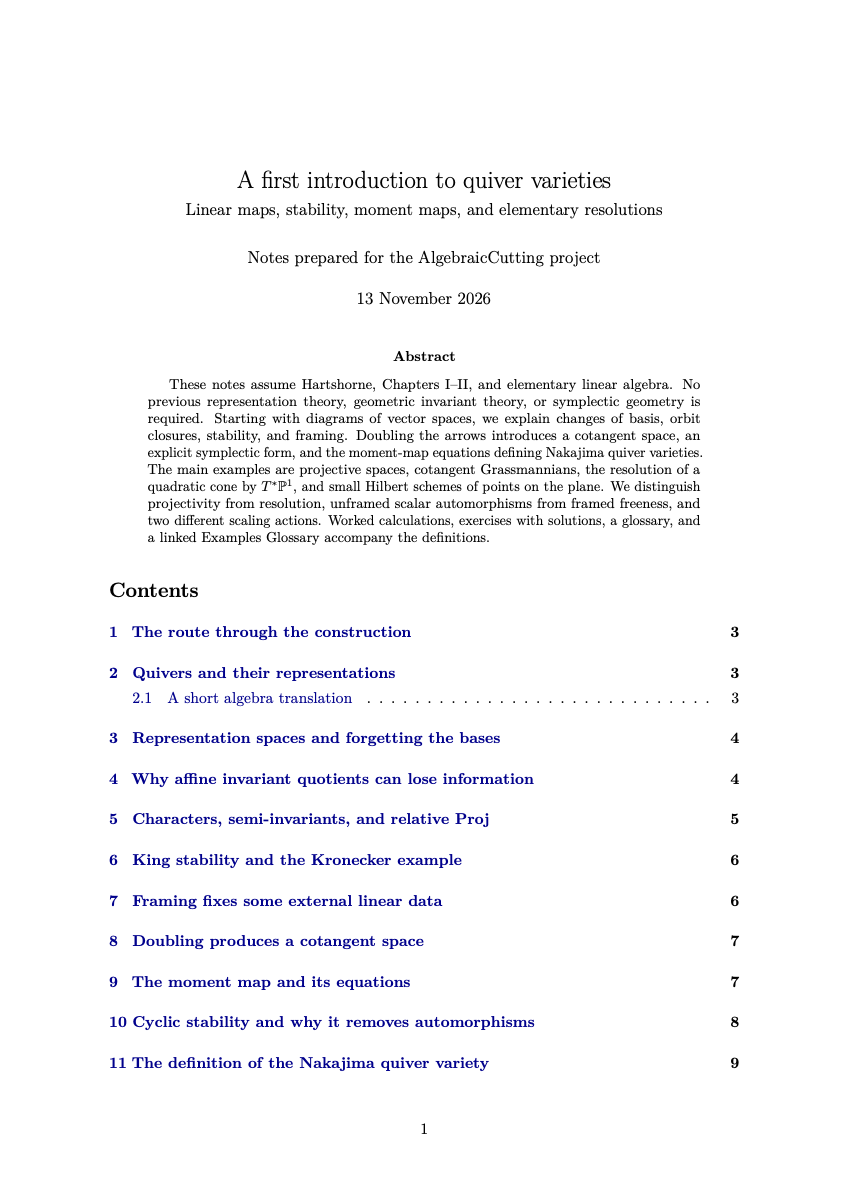 A first introduction to quiver varieties
Linear maps, stability, moment maps, and elementary resolutions
Notes prepared for the AlgebraicCutting project
13 November 2026
Abstract
These notes assume Hartshorne, Chapters I–II, and elementary linear algebra. No
previous representation theory, geometric invariant theory, or symplectic geometry is
required. Starting with diagrams of vector spaces, we explain changes of basis, orbit
closures, stability, and framing. Doubling the arrows introduces a cotangent space, an
explicit symplectic form, and the moment-map equations defining Nakajima quiver varieties.
The main examples are projective spaces, cotangent Grassmannians, the resolution of a
quadratic cone by T*ℙ¹, and small Hilbert schemes of points on the plane. We distinguish
projectivity from resolution, unframed scalar automorphisms from framed freeness, and
two different scaling actions. Worked calculations, exercises with solutions, a glossary, and
a linked Examples Glossary accompany the definitions.
Contents
1 The route through the construction 3
2 Quivers and their representations 3
2.1 A short algebra translation . . . . . . . . . . . . . . . . . . . . . . . . . . . . . 3
3 Representation spaces and forgetting the bases 4
4 Why affine invariant quotients can lose information 4
5 Characters, semi-invariants, and relative Proj 5
6 King stability and the Kronecker example 6
7 Framing fixes some external linear data 6
8 Doubling produces a cotangent space 7
9 The moment map and its equations 7
10 Cyclic stability and why it removes automorphisms 8
11 The definition of the Nakajima quiver variety 9
1